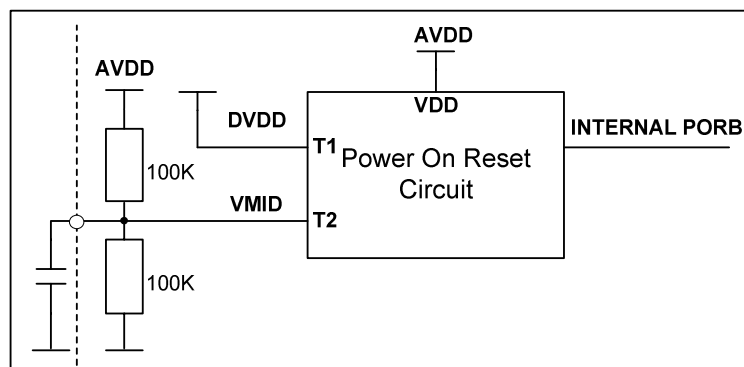 AVDD
AVDD
VDD
DVDD
T1
INTERNAL PORB
Power On Reset
Circuit
100K
VMID
T2
100K